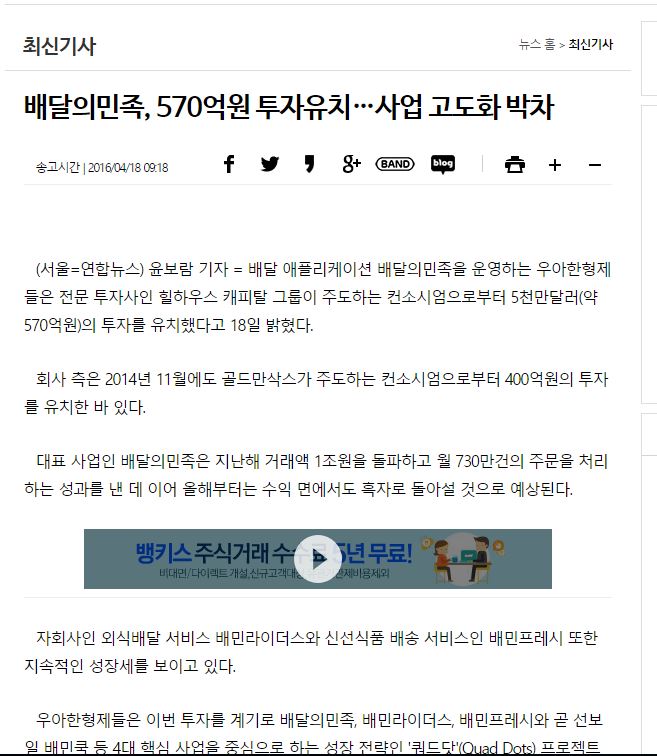 최신기사
뉴스 홈 > 최신기사
배달의민족, 570억원 투자유치…사업 고도화 박차
송고시간 | 2016/04/18 09:18
BAND
blog
(서울=연합뉴스) 윤보람 기자 = 배달 애플리케이션 배달의민족을 운영하는 우아한형제
들은 전문 투자사인 힐하우스 캐피탈 그룹이 주도하는 컨소시엄으로부터 5천만달러(약
570억원)의 투자를 유치했다고 18일 밝혔다.
회사 측은 2014년 11월에도 골드만삭스가 주도하는 컨소시엄으로부터 400억원의 투자
를 유치한 바 있다.
대표 사업인 배달의민족은 지난해 거래액 1조원을 돌파하고 월 730만건의 주문을 처리
하는 성과를 낸 데 이어 올해부터는 수익 면에서도 흑자로 돌아설 것으로 예상된다.
뱅키스 주식거래 수수료 5년 무료!
비대면/다이렉트 개설,신규고객대상 제비용제외
자회사인 외식배달 서비스 배민라이더스와 신선식품 배송 서비스인 배민프레시 또한
지속적인 성장세를 보이고 있다.
우아한형제들은 이번 투자를 계기로 배달의민족, 배민라이더스, 배민프레시와 곧 선보
일 배민쿡 등 4대 핵심 사업을 중심으로 하는 성장 전략인 '쿼드닷'(Quad Dots) 프로젝트